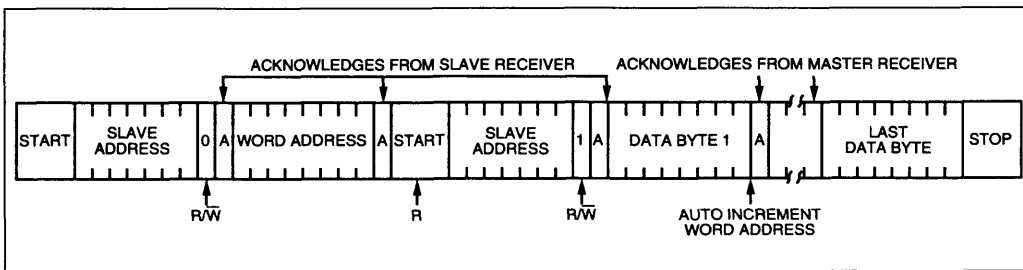 ACKNOWLEDGES FROM SLAVE RECEIVER
ACKNOWLEDGES FROM MASTER RECEIVER
START
SLAVE
ADDRESS
0
A
WORD ADDRESS
A
START
SLAVE
ADDRESS
1
A
DATA BYTE 1
A
LAST
DATA BYTE
STOP
R/W̅
R
R/W̅
AUTO INCREMENT
WORD ADDRESS